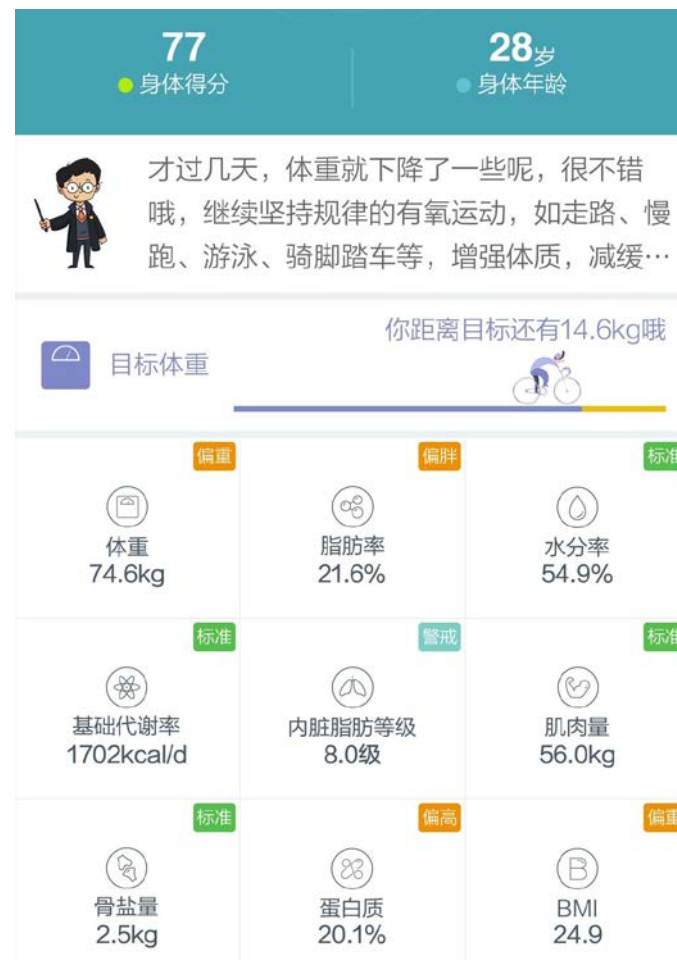 77
28岁
身体得分
身体年龄
才过几天，体重就下降了一些呢，很不错
哦，继续坚持规律的有氧运动，如走路、慢
跑、游泳、骑脚踏车等，增强体质，减缓…
你距离目标还有14.6kg哦
目标体重
偏重
偏胖
标准
体重
脂肪率
水分率
74.6kg
21.6%
54.9%
标准
警戒
标准
基础代谢率
内脏脂肪等级
肌肉量
1702kcal/d
8.0级
56.0kg
标准
偏高
偏重
骨盐量
蛋白质
BMI
2.5kg
20.1%
24.9